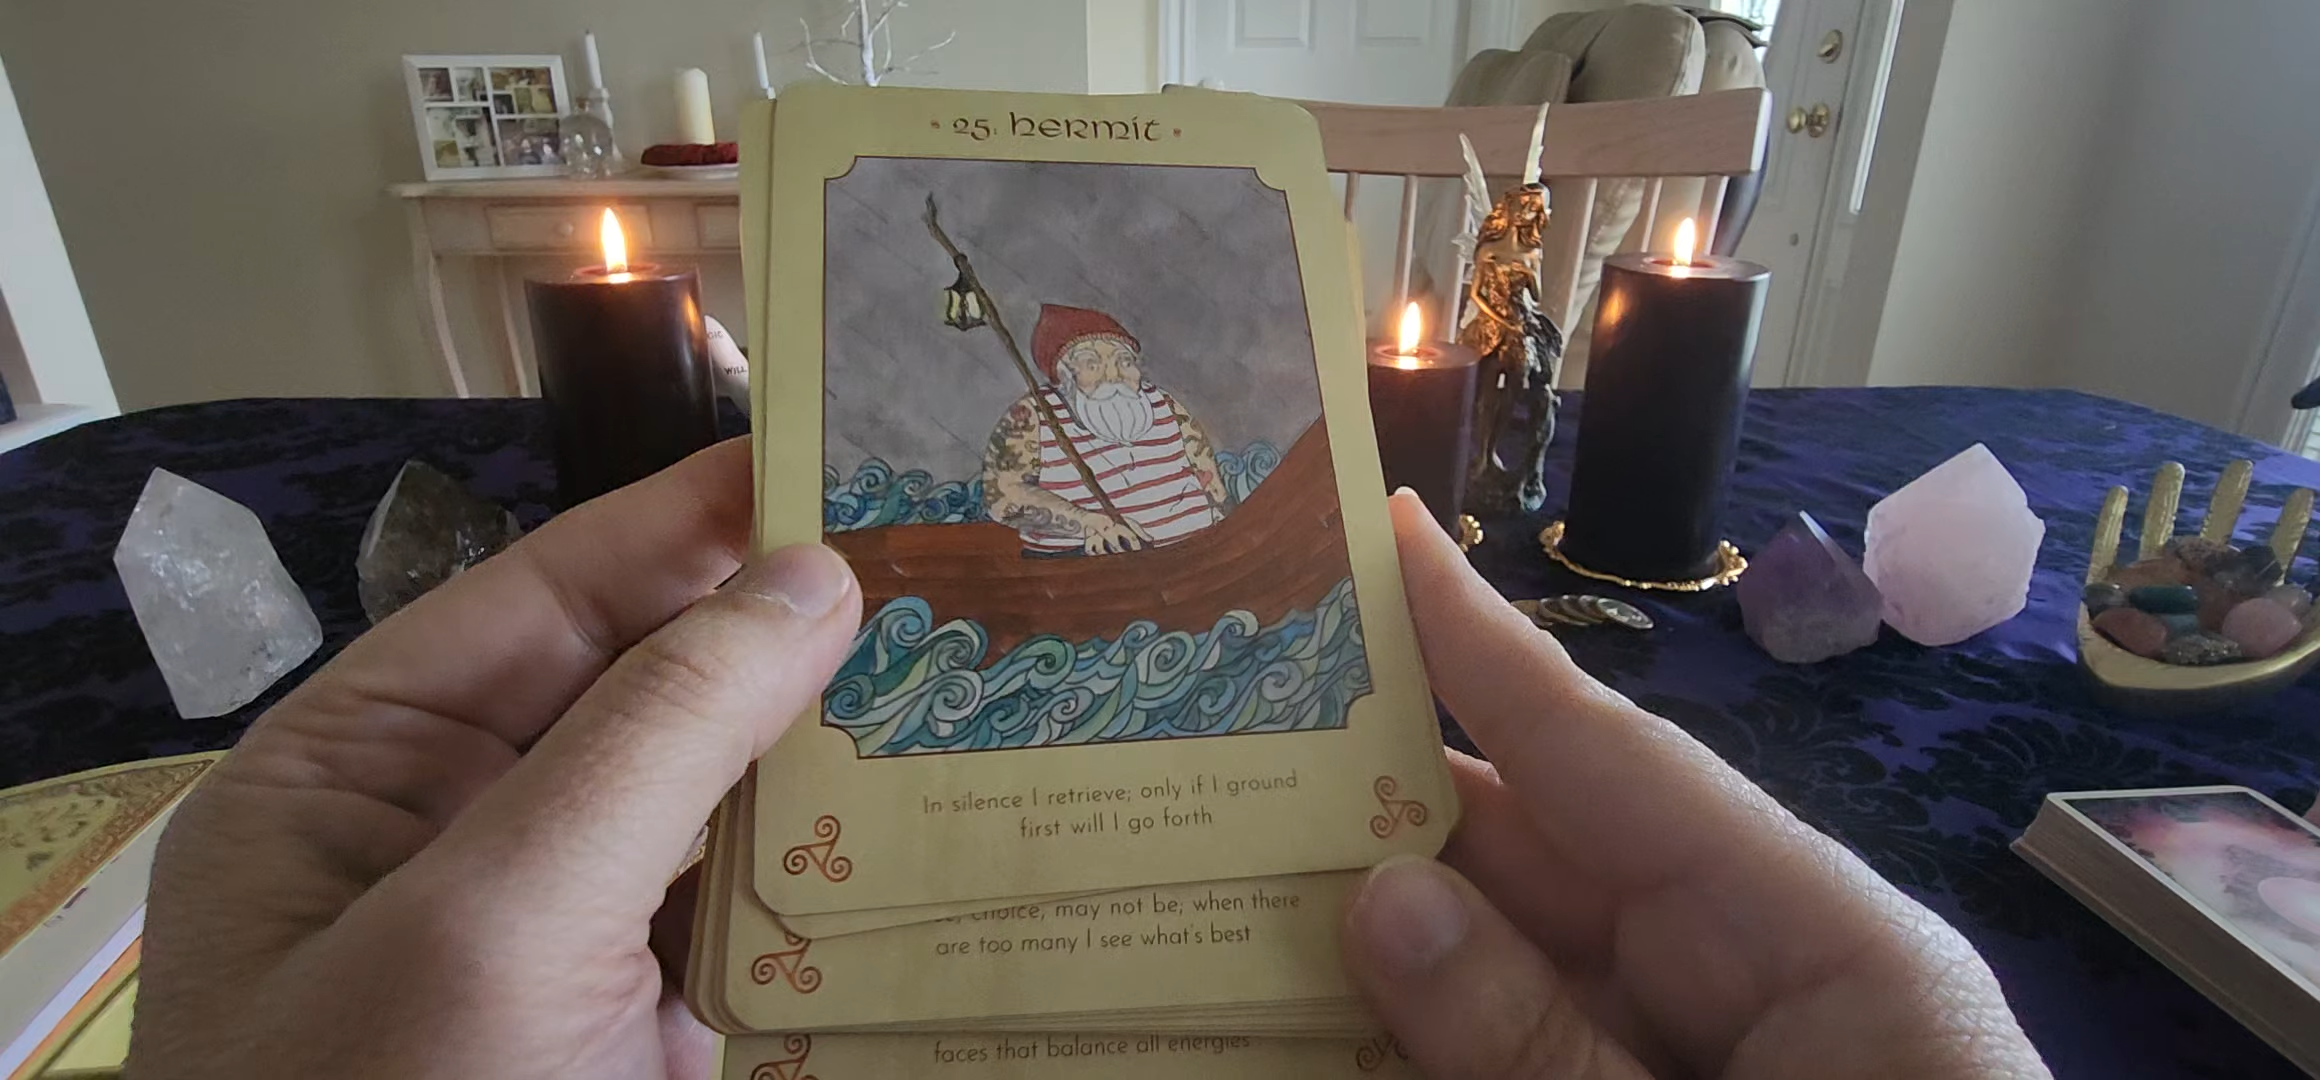 25. hermit
In silence I retrieve; only if I ground
first will I go forth
choice, may not be; when there
are too many I see what's best
faces that balance all energies
WILL